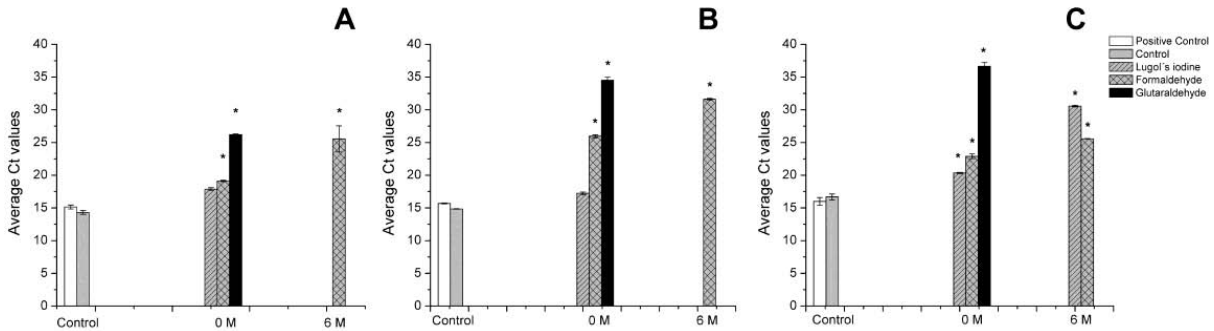 A
Average Ct values
40
35
30
25
20
15
10
5
0
*
*
*
Control
0 M
6 M
B
Average Ct values
40
35
30
25
20
15
10
5
0
*
*
*
Control
0 M
6 M
C
Average Ct values
40
35
30
25
20
15
10
5
0
*
*
*
*
*
Control
0 M
6 M
Positive Control
Control
Lugol´s iodine
Formaldehyde
Glutaraldehyde